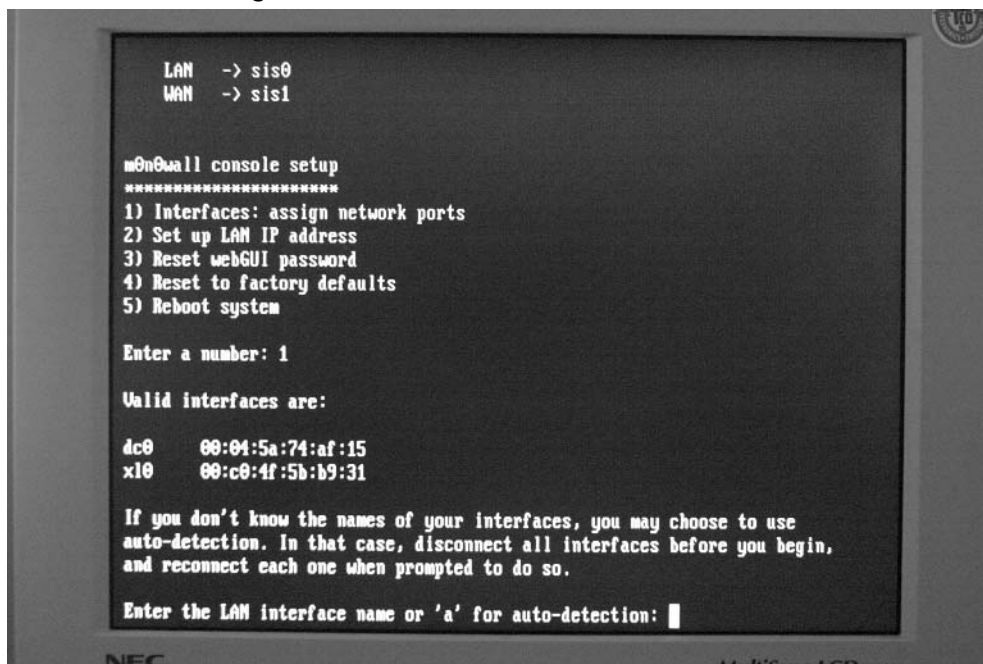 LAN -> sis0
WAN -> sis1
m0n0wall console setup
**********************
1) Interfaces: assign network ports
2) Set up LAN IP address
3) Reset webGUI password
4) Reset to factory defaults
5) Reboot system
Enter a number: 1
Valid interfaces are:
dc0 00:04:5a:74:af:15
xl0 00:c0:4f:5b:b9:31
If you don't know the names of your interfaces, you may choose to use
auto-detection. In that case, disconnect all interfaces before you begin,
and reconnect each one when prompted to do so.
Enter the LAN interface name or 'a' for auto-detection:
NEC